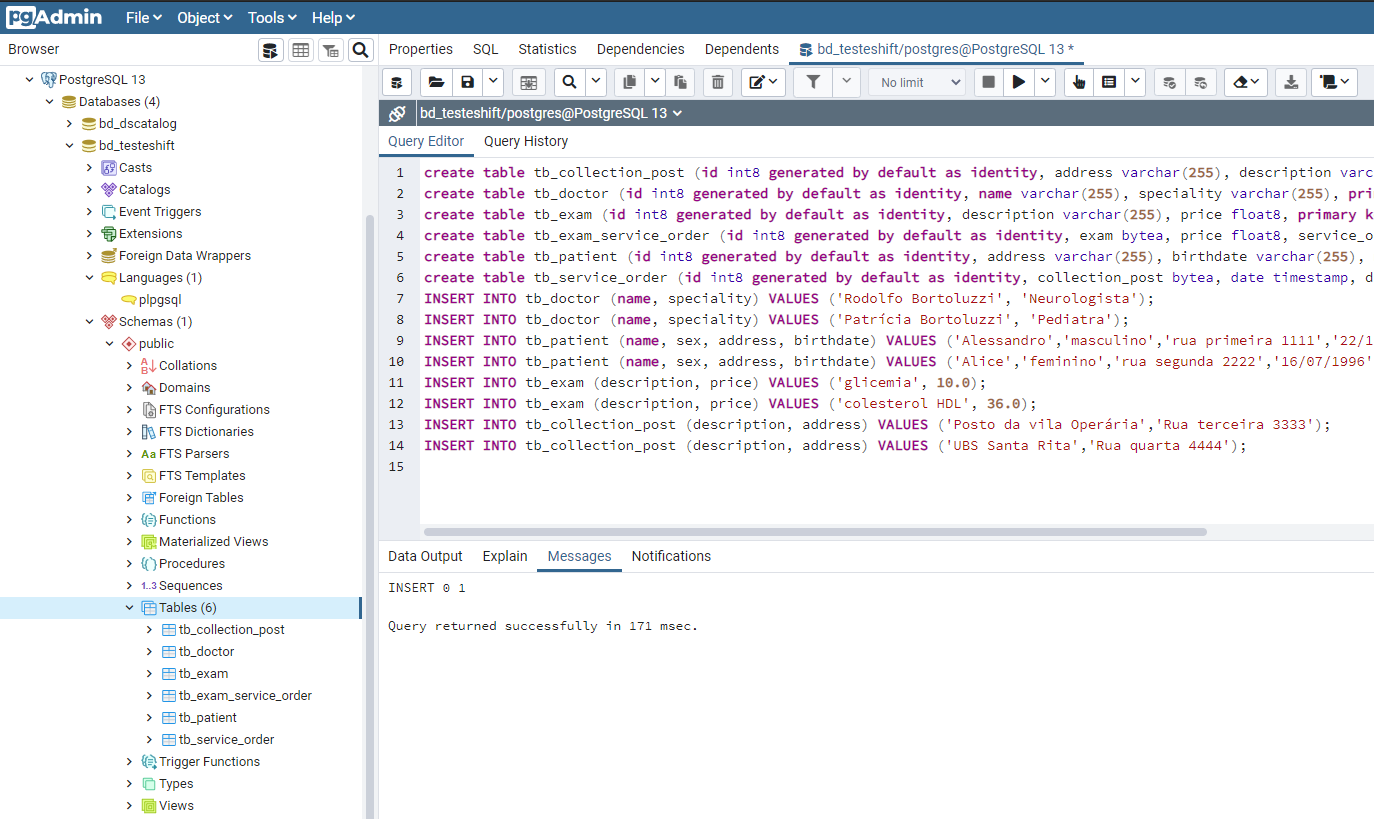 pgAdmin File Object Tools Help
Browser
Properties SQL Statistics Dependencies Dependents bd_testeshift/postgres@PostgreSQL 13 *
No limit
bd_testeshift/postgres@PostgreSQL 13
Query Editor Query History
PostgreSQL 13
Databases (4)
bd_dscatalog
bd_testeshift
Casts
Catalogs
Event Triggers
Extensions
Foreign Data Wrappers
Languages (1)
plpgsql
Schemas (1)
public
Collations
Domains
FTS Configurations
FTS Dictionaries
Aa FTS Parsers
FTS Templates
Foreign Tables
Functions
Materialized Views
Procedures
1..3 Sequences
Tables (6)
tb_collection_post
tb_doctor
tb_exam
tb_exam_service_order
tb_patient
tb_service_order
Trigger Functions
Types
Views
1 create table tb_collection_post (id int8 generated by default as identity, address varchar(255), description varc
2 create table tb_doctor (id int8 generated by default as identity, name varchar(255), speciality varchar(255), pri
3 create table tb_exam (id int8 generated by default as identity, description varchar(255), price float8, primary k
4 create table tb_exam_service_order (id int8 generated by default as identity, exam bytea, price float8, service_o
5 create table tb_patient (id int8 generated by default as identity, address varchar(255), birthdate varchar(255),
6 create table tb_service_order (id int8 generated by default as identity, collection_post bytea, date timestamp, d
7 INSERT INTO tb_doctor (name, speciality) VALUES ('Rodolfo Bortoluzzi', 'Neurologista');
8 INSERT INTO tb_doctor (name, speciality) VALUES ('Patrícia Bortoluzzi', 'Pediatra');
9 INSERT INTO tb_patient (name, sex, address, birthdate) VALUES ('Alessandro','masculino','rua primeira 1111','22/1
10 INSERT INTO tb_patient (name, sex, address, birthdate) VALUES ('Alice','feminino','rua segunda 2222','16/07/1996'
11 INSERT INTO tb_exam (description, price) VALUES ('glicemia', 10.0);
12 INSERT INTO tb_exam (description, price) VALUES ('colesterol HDL', 36.0);
13 INSERT INTO tb_collection_post (description, address) VALUES ('Posto da vila Operária','Rua terceira 3333');
14 INSERT INTO tb_collection_post (description, address) VALUES ('UBS Santa Rita','Rua quarta 4444');
15
Data Output Explain Messages Notifications
INSERT 0 1
Query returned successfully in 171 msec.